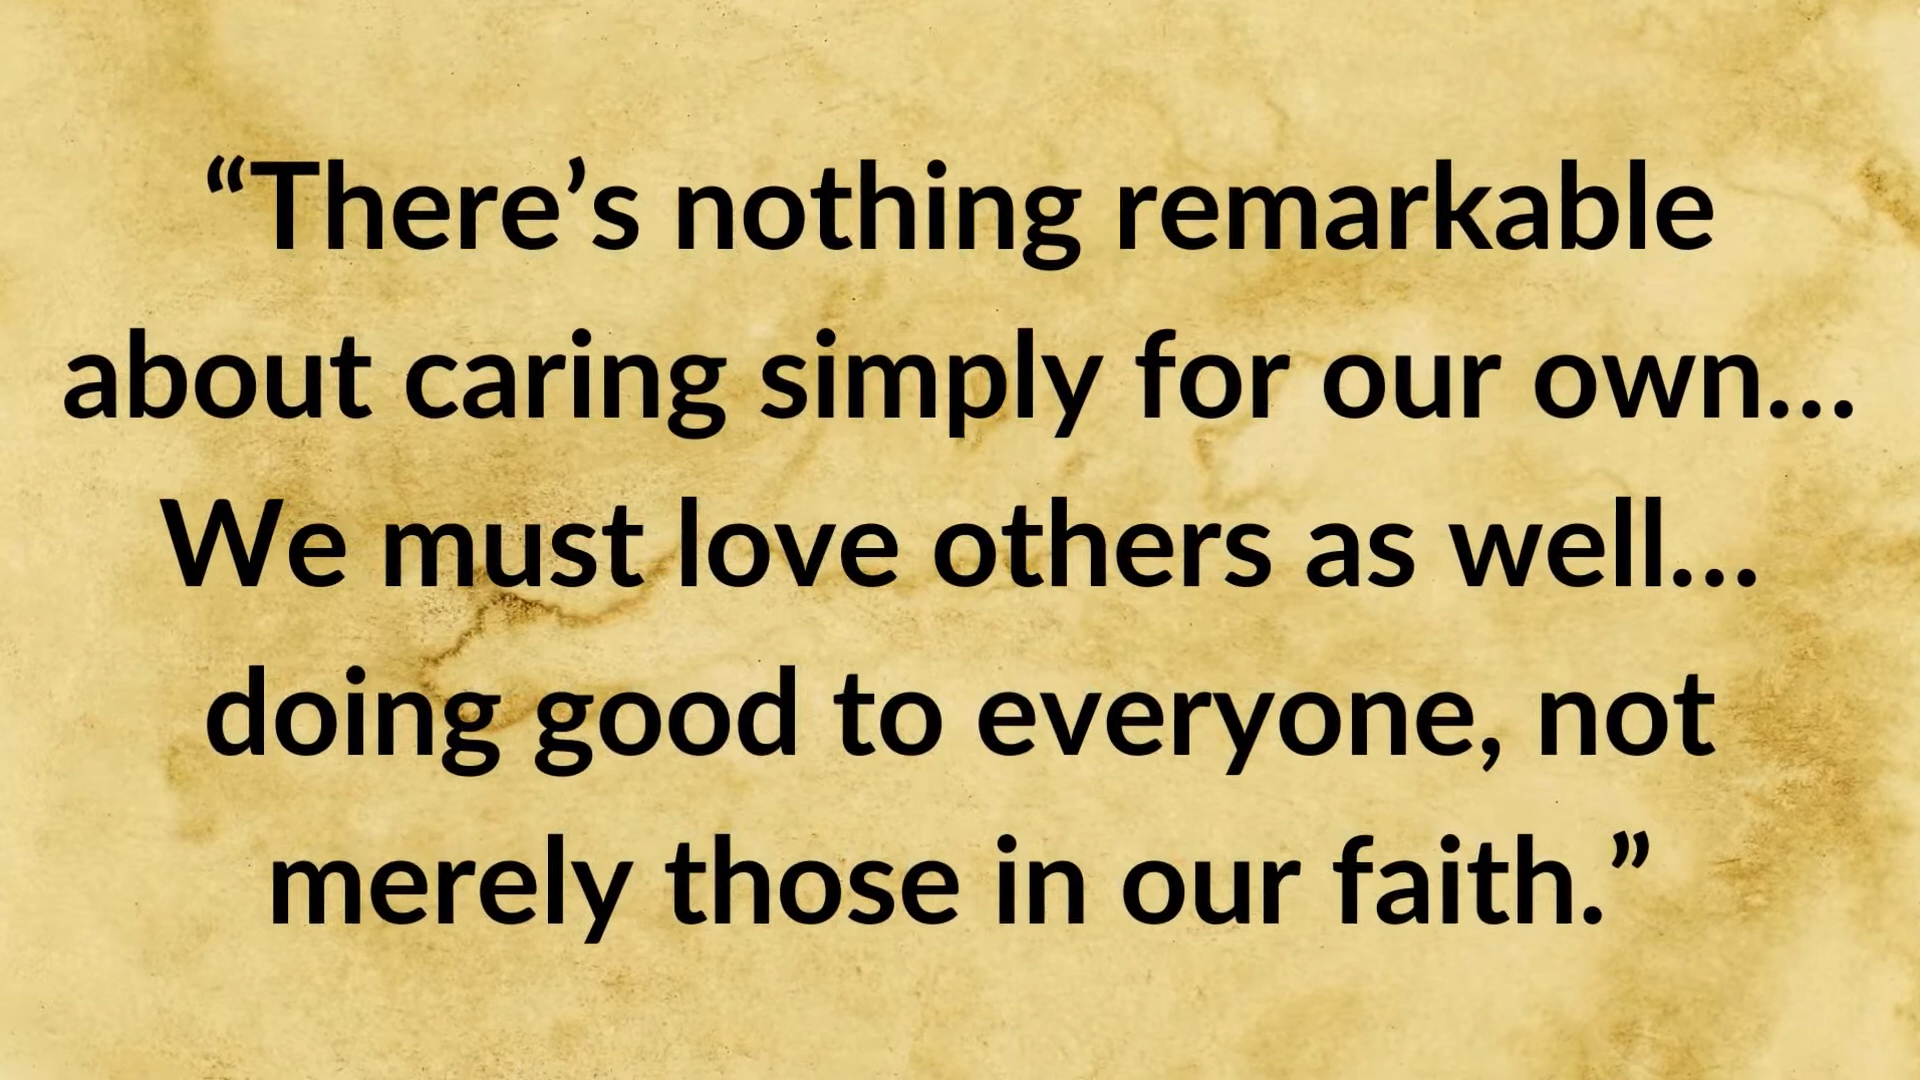 “There’s nothing remarkable
about caring simply for our own...
We must love others as well...
doing good to everyone, not
merely those in our faith.”